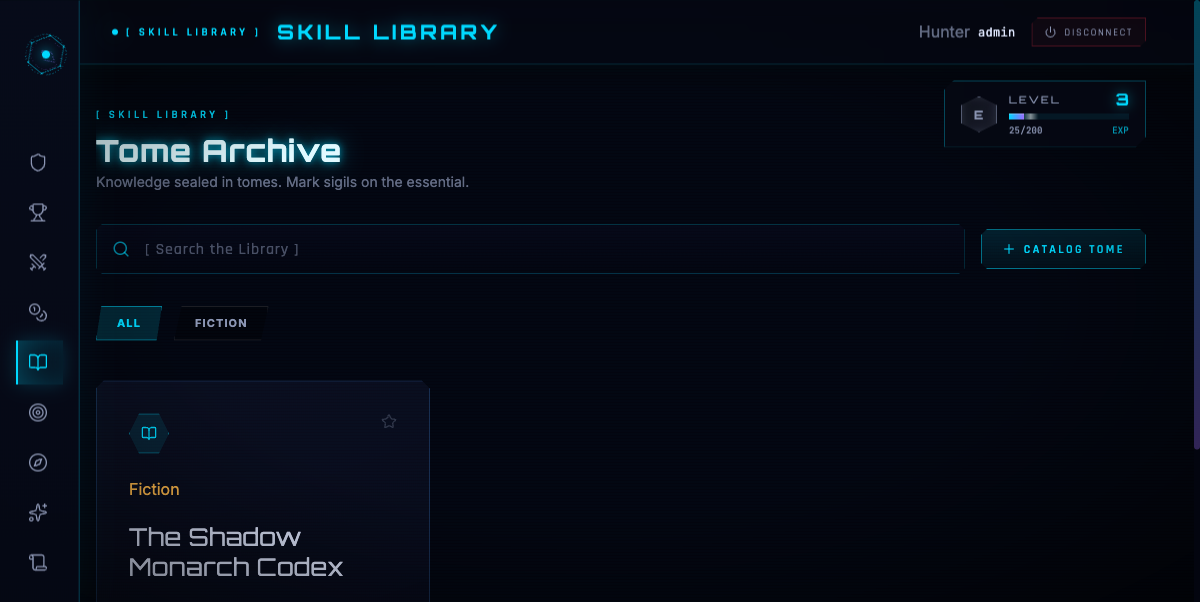 [ SKILL LIBRARY ] SKILL LIBRARY
Hunter admin
DISCONNECT
[ SKILL LIBRARY ]
Tome Archive
Knowledge sealed in tomes. Mark sigils on the essential.
E
LEVEL 3
25/200 EXP
[ Search the Library ]
+ CATALOG TOME
ALL
FICTION
Fiction
The Shadow
Monarch Codex